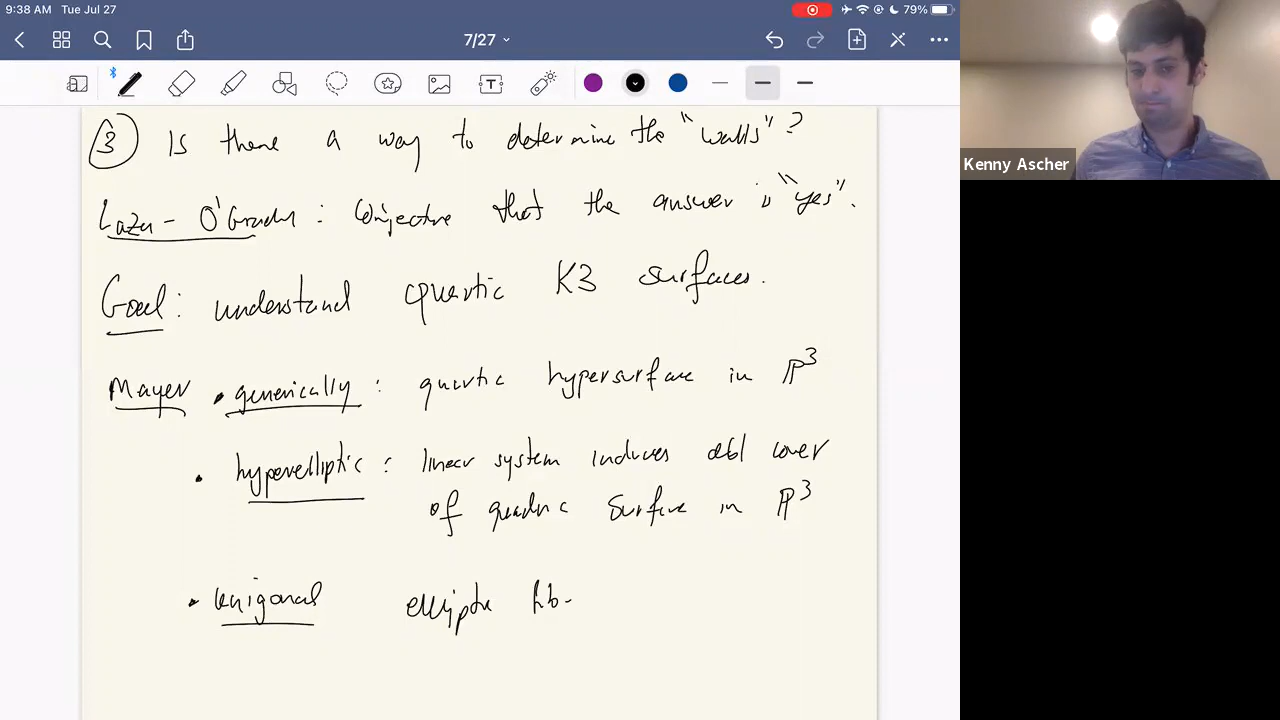 9:38 AM Tue Jul 27
79%
7/27
T
Kenny Ascher
③ Is there a way to determine the "walls"?
Laza - O'Grady : Conjecture that the answer is "yes".
Goal : understand quartic K3 surfaces.
Mayer • generically : quartic hypersurface in ℙ³
• hyperelliptic : linear system induces dbl cover
of quadric surface in ℙ³
• unigonal elliptic fib-